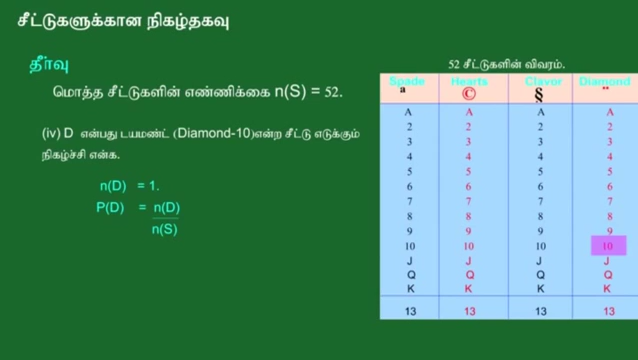 சீட்டுகளுக்கான நிகழ்தகவு
தீர்வு
மொத்த சீட்டுகளின் எண்ணிக்கை n(S) = 52.
(iv) D என்பது டயமண்ட் (Diamond-10)என்ற சீட்டு எடுக்கும்
நிகழ்ச்சி என்க.
n(D) = 1.
P(D) = n(D)
n(S)
52 சீட்டுகளின் விவரம்.
Spade Hearts Clavor Diamond
a © § ¨
A A A A
2 2 2 2
3 3 3 3
4 4 4 4
5 5 5 5
6 6 6 6
7 7 7 7
8 8 8 8
9 9 9 9
10 10 10 10
J J J J
Q Q Q Q
K K K K
13 13 13 13